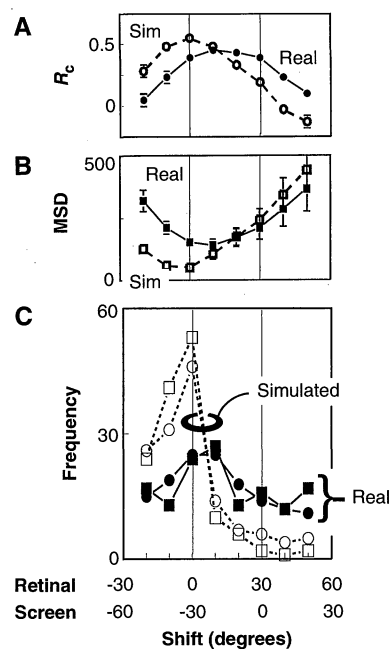 A
Sim
Real
0.5
0
Rc
B
500
Real
MSD
0
Sim
C
60
Simulated
Frequency
30
Real
0
Retinal -30 0 30 60
Screen -60 -30 0 30
Shift (degrees)